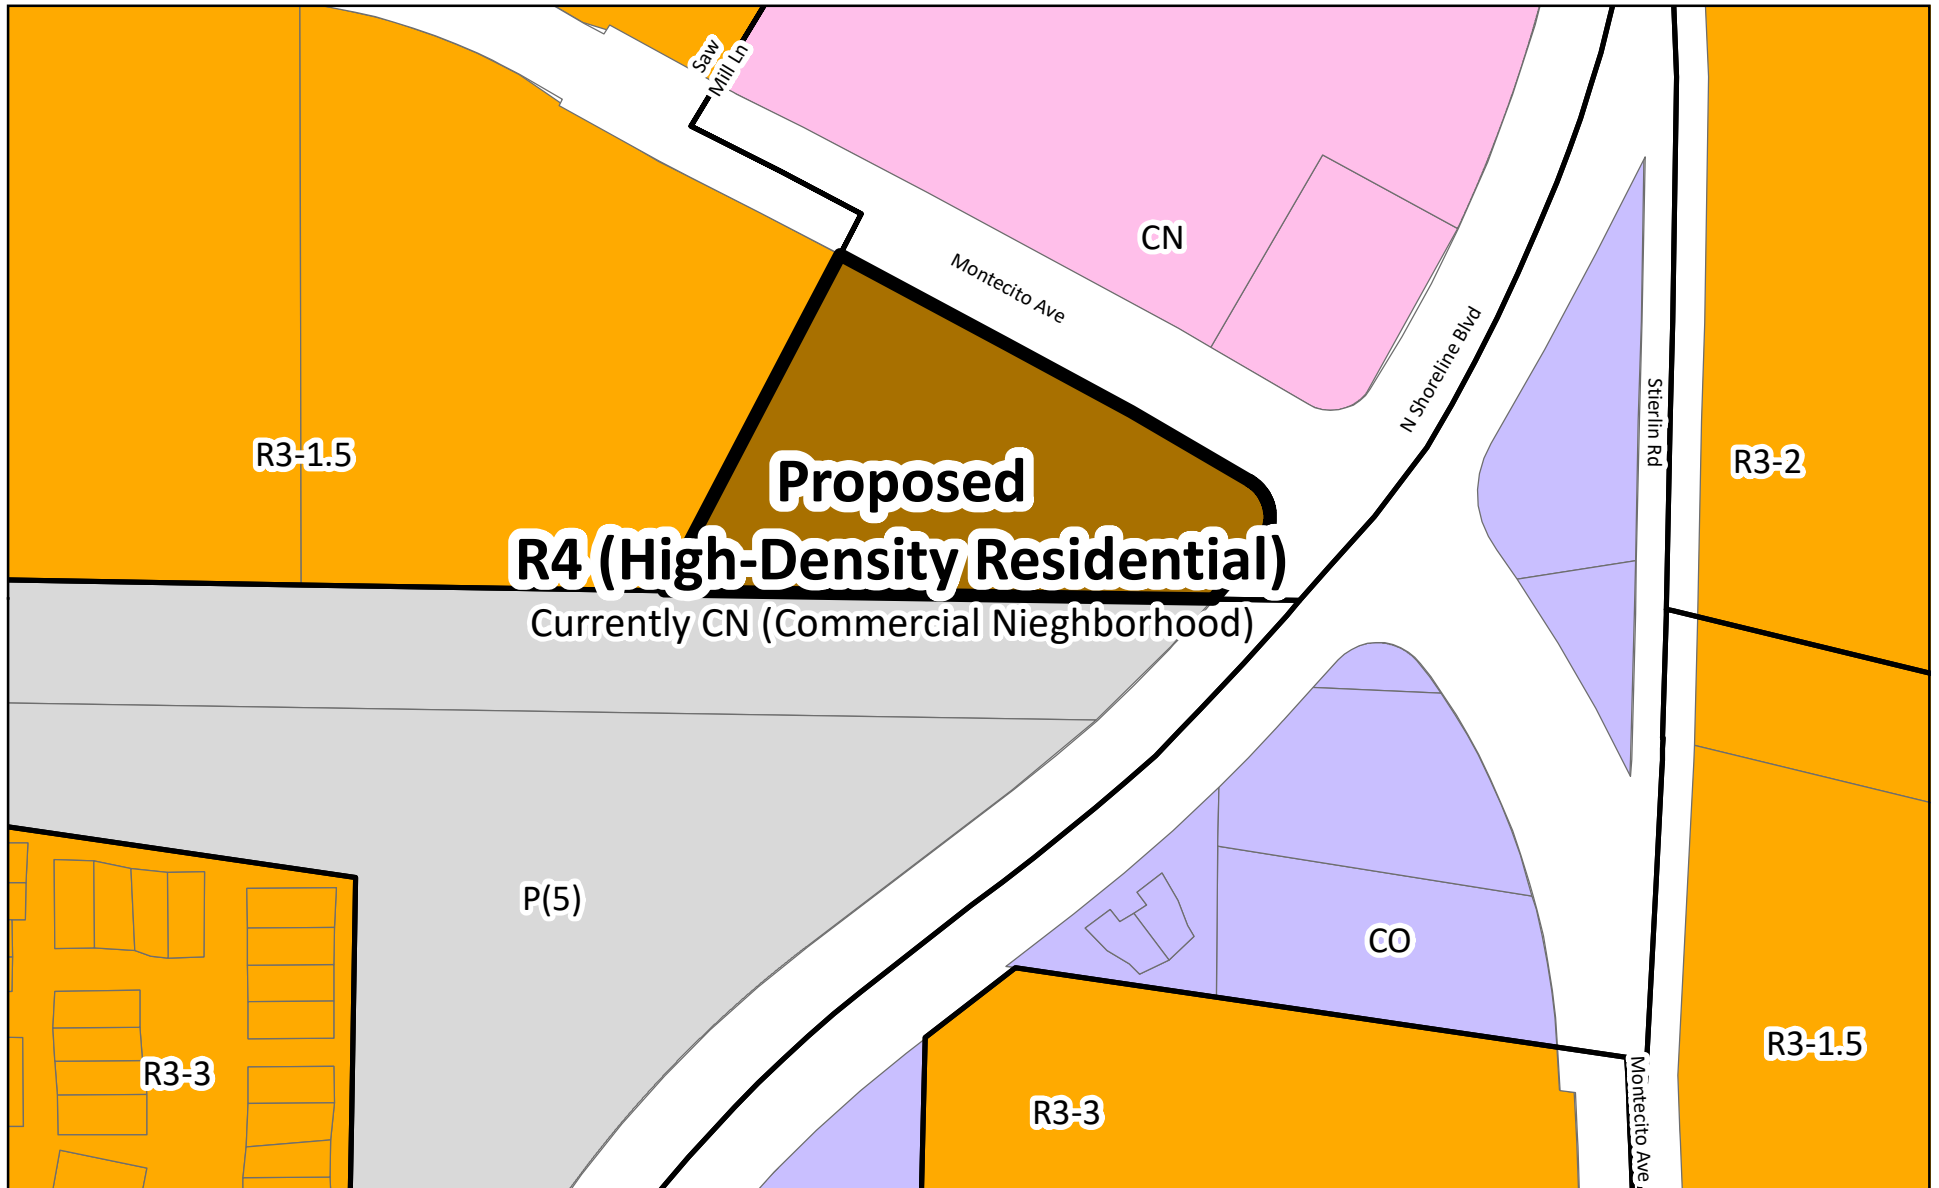 Saw
Mill Ln
CN
Montecito Ave
N Shoreline Blvd
Stierlin Rd
R3-1.5
R3-2
Proposed
R4 (High-Density Residential)
Currently CN (Commercial Nieghborhood)
P(5)
CO
R3-3
R3-1.5
R3-3
Montecito Ave